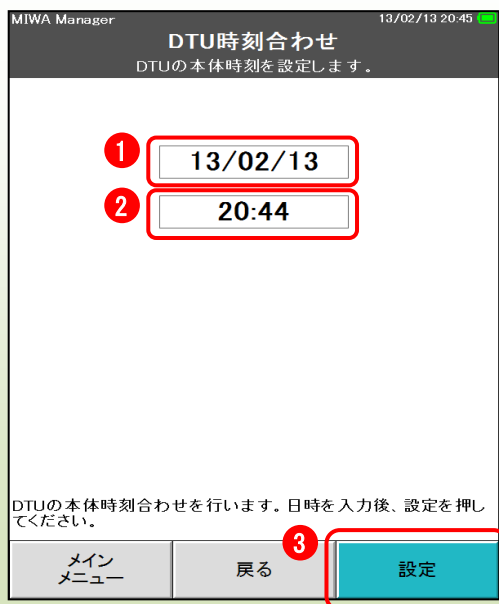 MIWA Manager 13/02/13 20:45
DTU時刻合わせ
DTUの本体時刻を設定します.
1 13/02/13
2 20:44
DTUの本体時刻合わせを行います。日時を入力後、設定を押し
てください。
3
メイン
メニュー
戻る
設定